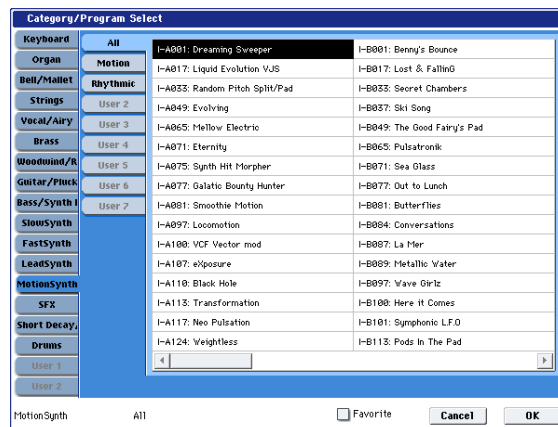 Category/Program Select
Keyboard
Organ
Bell/Mallet
Strings
Vocal/Airy
Brass
Woodwind/R
Guitar/Pluck
Bass/Synth
SlowSynth
FastSynth
LeadSynth
MotionSynth
SFX
Short Decay,
Drums
User 1
User 2
All
Motion
Rhythmic
User 2
User 3
User 4
User 5
User 6
User 7
I-A001: Dreaming Sweeper
I-A017: Liquid Evolution VJS
I-A033: Random Pitch Split/Pad
I-A049: Evolving
I-A065: Mellow Electric
I-A071: Eternity
I-A075: Synth Hit Morpher
I-A077: Galatic Bounty Hunter
I-A081: Smoothie Motion
I-A097: Locomotion
I-A100: VCF Vector mod
I-A107: eXposure
I-A110: Black Hole
I-A113: Transformation
I-A117: Neo Pulsation
I-A124: Weightless
I-B001: Benny's Bounce
I-B017: Lost & FallinG
I-B033: Secret Chambers
I-B037: Ski Song
I-B049: The Good Fairy's Pad
I-B065: Pulsatronik
I-B071: Sea Glass
I-B077: Out to Lunch
I-B081: Butterflies
I-B084: Conversations
I-B087: La Mer
I-B089: Metallic Water
I-B097: Wave Girlz
I-B100: Here it Comes
I-B101: Symphonic L.F.O
I-B113: Pods In The Pad
MotionSynth All Favorite Cancel OK